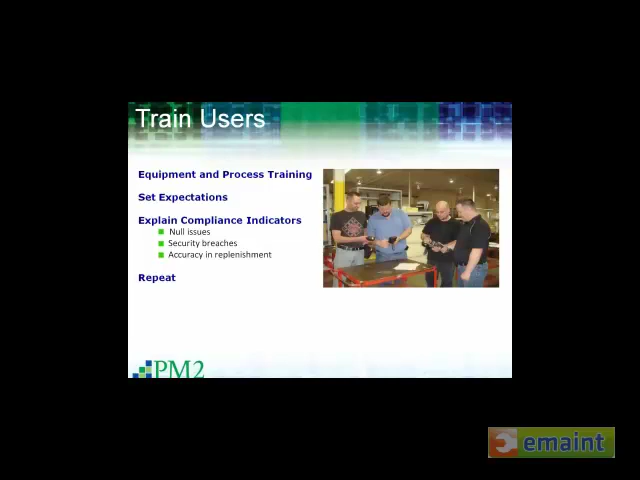 Train Users
Equipment and Process Training
Set Expectations
Explain Compliance Indicators
Null issues
Security breaches
Accuracy in replenishment
Repeat
PM2
emaint